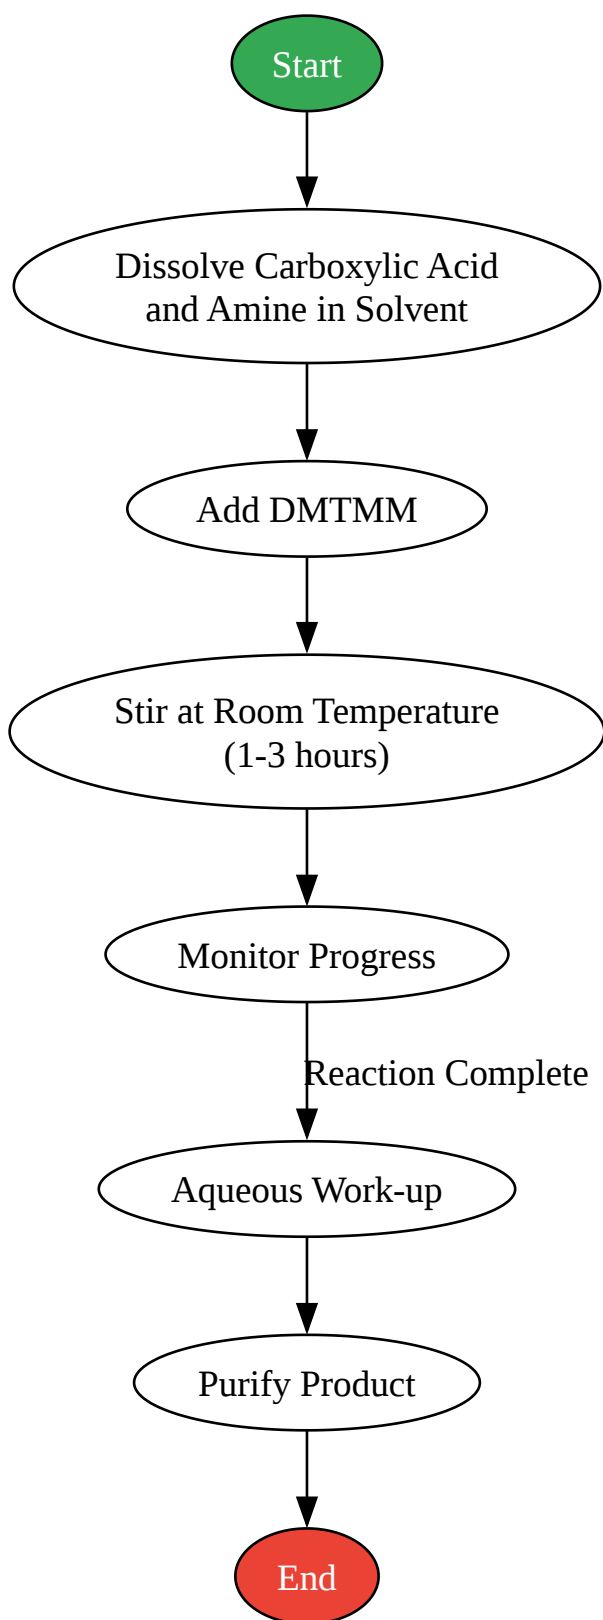 Start
Dissolve Carboxylic Acid
and Amine in Solvent
Add DMTMM
Stir at Room Temperature
(1-3 hours)
Monitor Progress
Reaction Complete
Aqueous Work-up
Purify Product
End